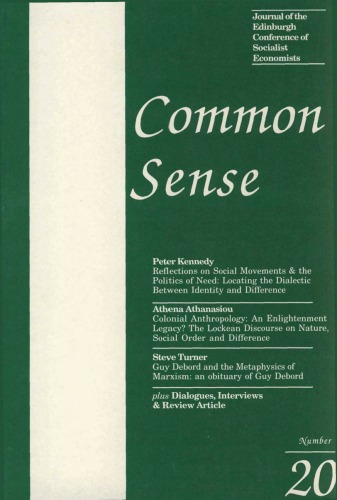 Journal of the
Edinburgh
Conference of
Socialist
Economists
Common
Sense
Peter Kennedy
Reflections on Social Movements & the
Politics of Need: Locating the Dialectic
Between Identity and Difference
Athena Athanasiou
Colonial Anthropology: An Enlightenment
Legacy? The Lockean Discourse on Nature,
Social Order and Difference
Steve Turner
Guy Debord and the Metaphysics of
Marxism: an obituary of Guy Debord
plus Dialogues, Interviews
& Review Article
Number
20